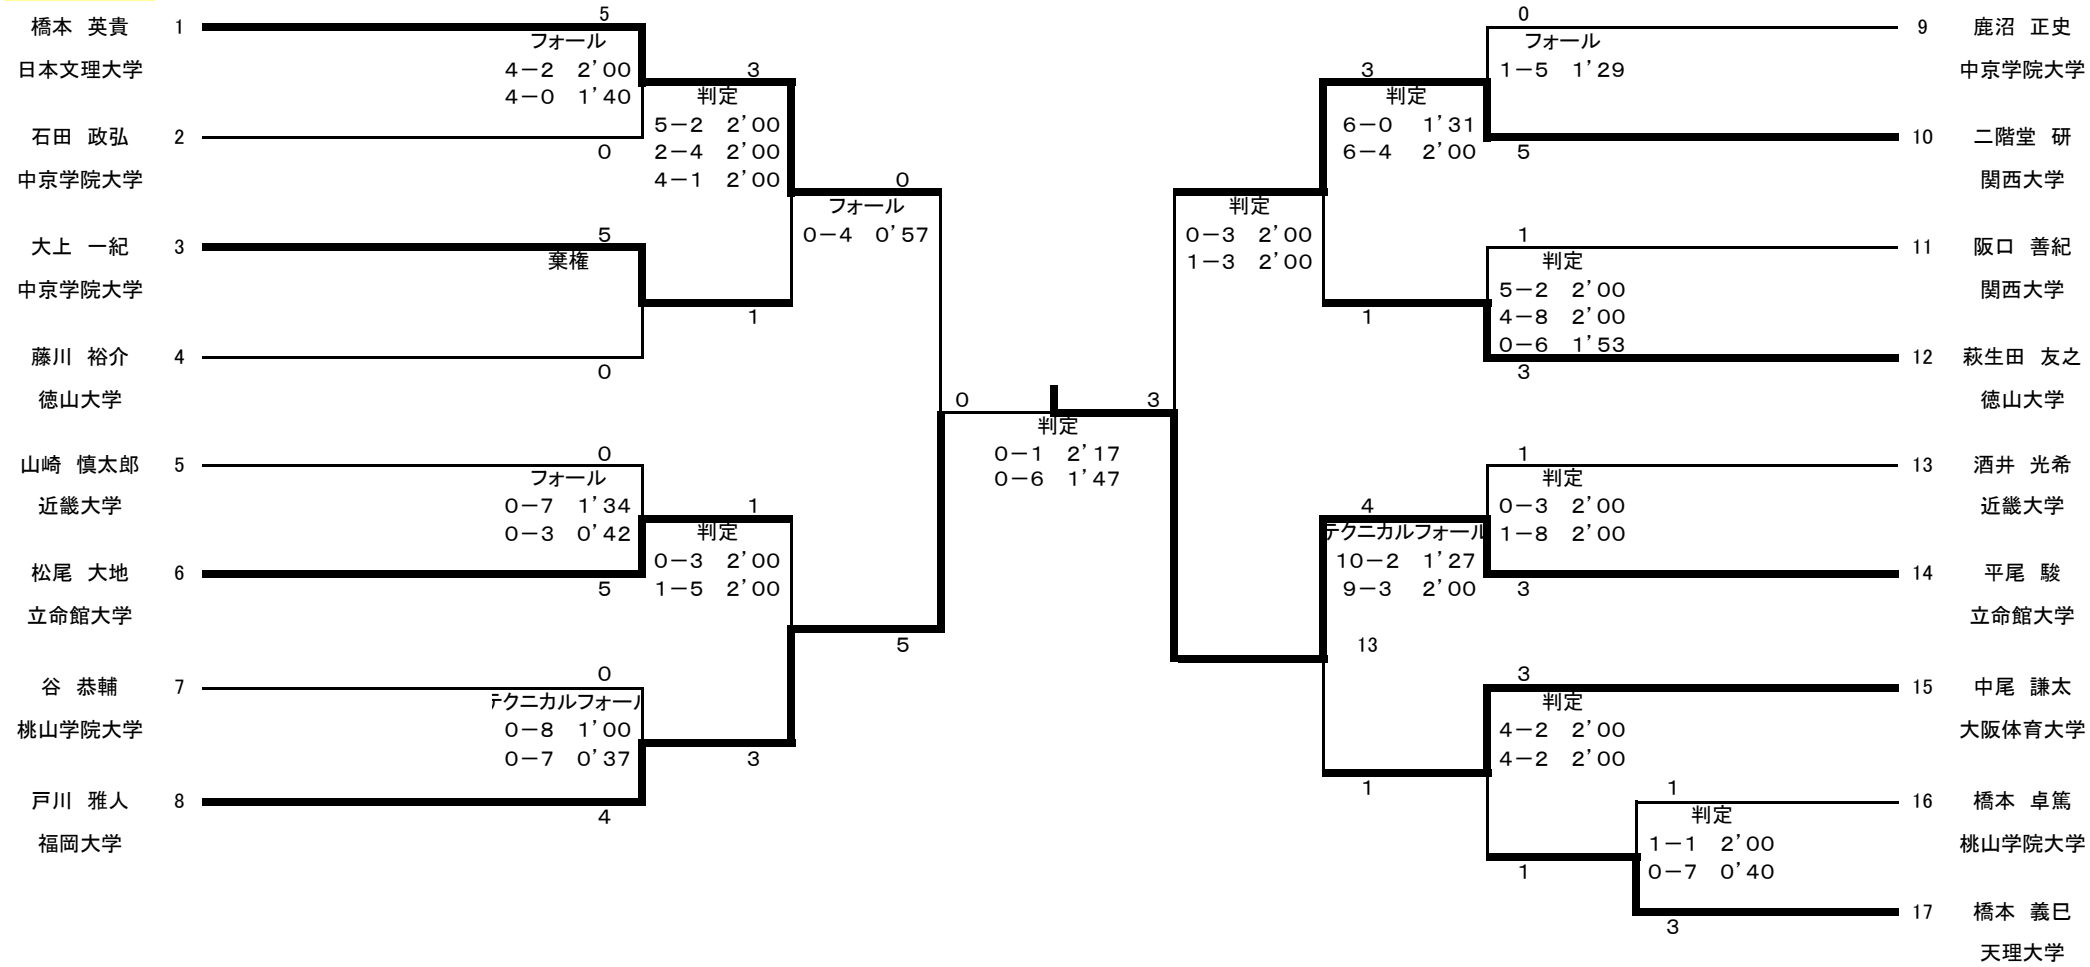 橋本 英貴 1
日本文理大学
石田 政弘 2
中京学院大学
大上 一紀 3
中京学院大学
藤川 裕介 4
徳山大学
山崎 慎太郎 5
近畿大学
松尾 大地 6
立命館大学
谷 恭輔 7
桃山学院大学
戸川 雅人 8
福岡大学
5
フォール
4－2 2’00
4－0 1’40
0
5
棄権
0
0
フォール
0－7 1’34
0－3 0’42
5
0
テクニカルフォール
0－8 1’00
0－7 0’37
4
3
判定
5－2 2’00
2－4 2’00
4－1 2’00
1
1
判定
0－3 2’00
1－5 2’00
3
0
フォール
0－4 0’57
5
0 3
判定
0－1 2’17
0－6 1’47
判定
0－3 2’00
1－3 2’00
13
3
判定
6－0 1’31
6－4 2’00
1
4
テクニカルフォール
10－2 1’27
9－3 2’00
1
0
フォール
1－5 1’29
5
1
判定
5－2 2’00
4－8 2’00
0－6 1’53
3
1
判定
0－3 2’00
1－8 2’00
3
3
判定
4－2 2’00
4－2 2’00
1
1
判定
1－1 2’00
0－7 0’40
3
9 鹿沼 正史
中京学院大学
10 二階堂 研
関西大学
11 阪口 善紀
関西大学
12 萩生田 友之
徳山大学
13 酒井 光希
近畿大学
14 平尾 駿
立命館大学
15 中尾 謙太
大阪体育大学
16 橋本 卓篤
桃山学院大学
17 橋本 義巳
天理大学